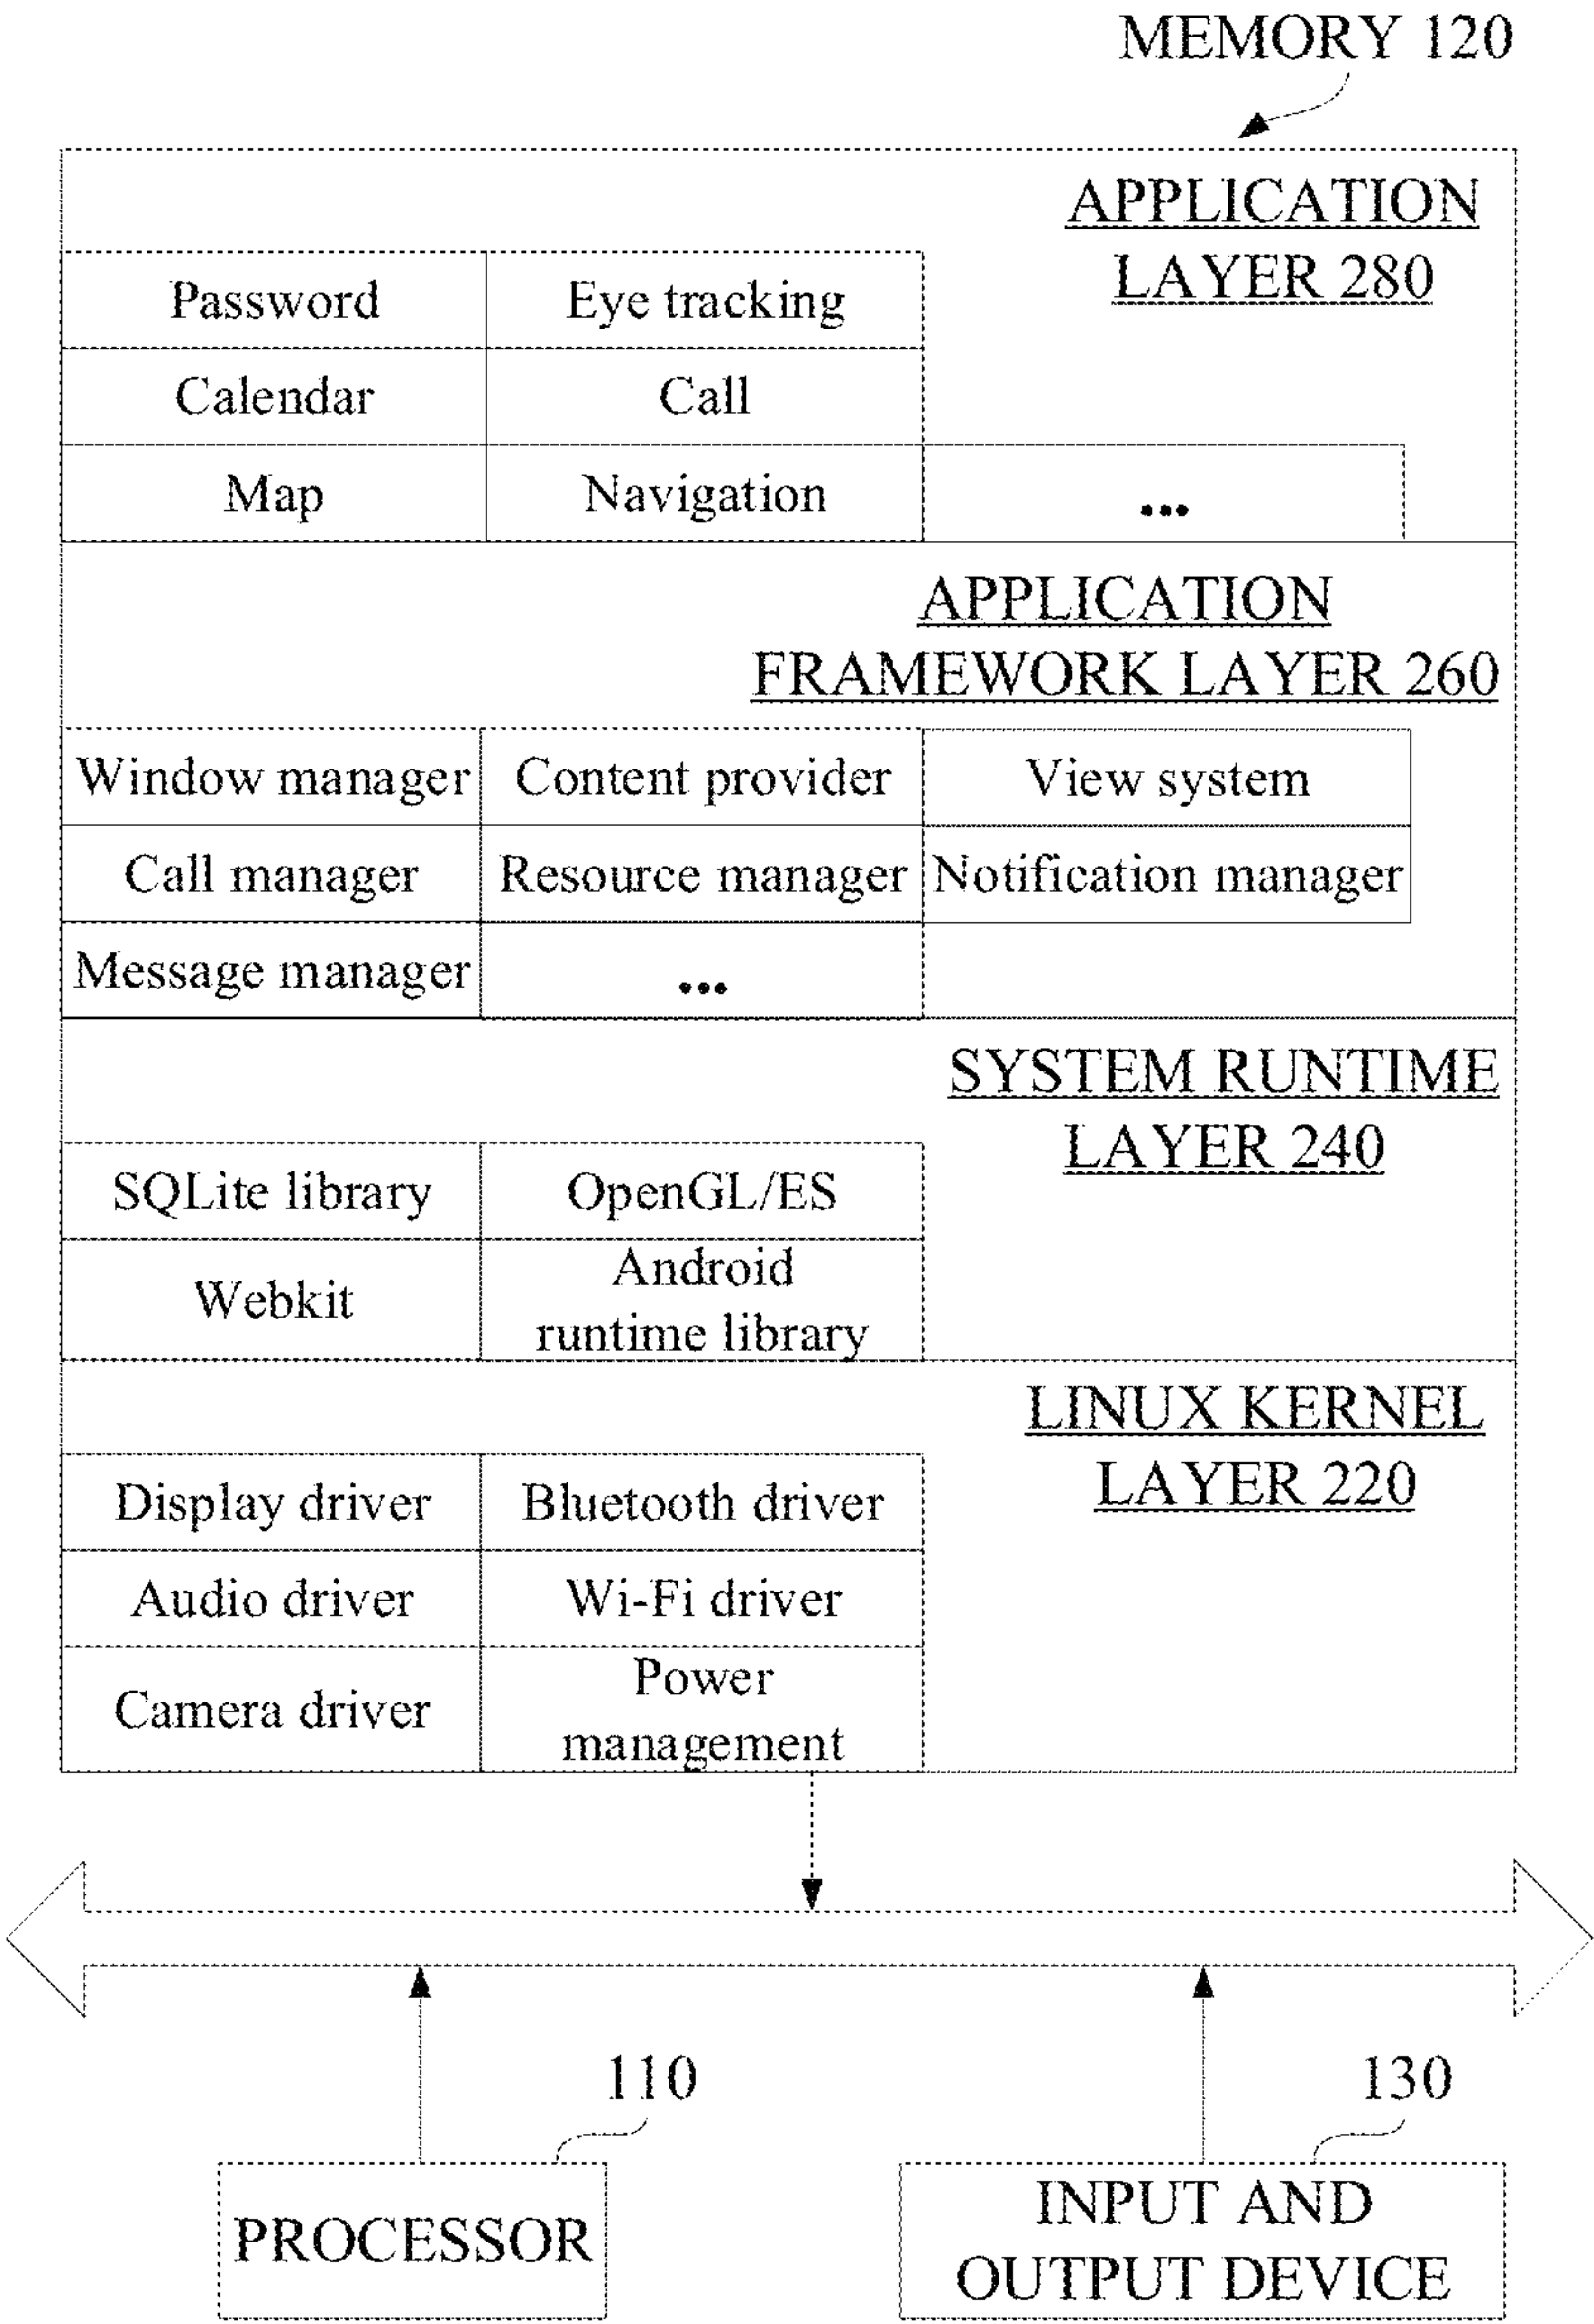 MEMORY 120
APPLICATION
LAYER 280
Password
Eye tracking
Calendar
Call
Map
Navigation
...
APPLICATION
FRAMEWORK LAYER 260
Window manager
Content provider
View system
Call manager
Resource manager
Notification manager
Message manager
...
SYSTEM RUNTIME
LAYER 240
SQLite library
OpenGL/ES
Webkit
Android
runtime library
LINUX KERNEL
LAYER 220
Display driver
Bluetooth driver
Audio driver
Wi-Fi driver
Camera driver
Power
management
110
130
PROCESSOR
INPUT AND
OUTPUT DEVICE